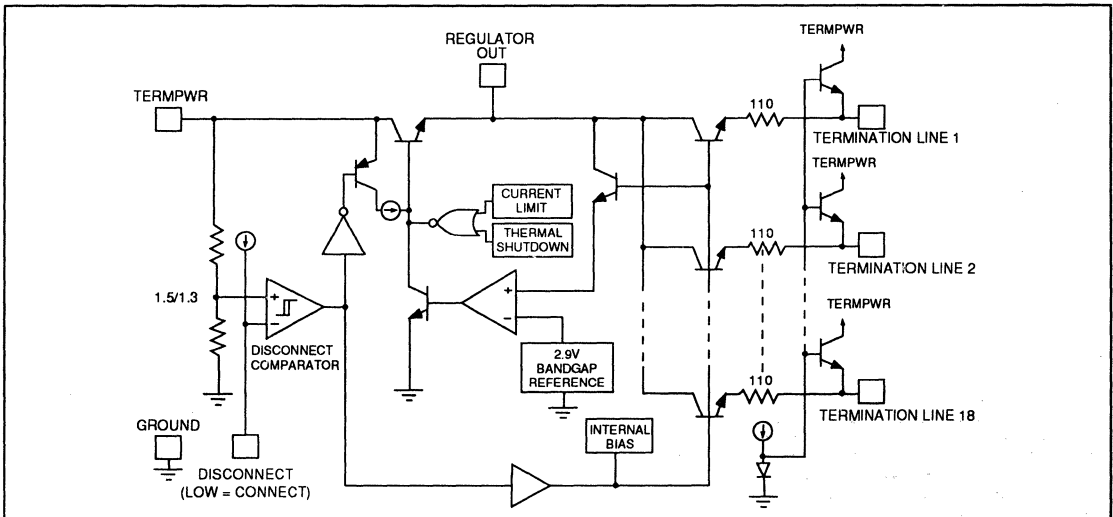 REGULATOR
OUT
TERMPWR
TERMPWR
110
TERMINATION LINE 1
TERMPWR
CURRENT
LIMIT
THERMAL
SHUTDOWN
110
TERMINATION LINE 2
1.5/1.3
+
-
DISCONNECT
COMPARATOR
+
-
2.9V
BANDGAP
REFERENCE
TERMPWR
110
TERMINATION LINE 18
GROUND
DISCONNECT
(LOW = CONNECT)
INTERNAL
BIAS